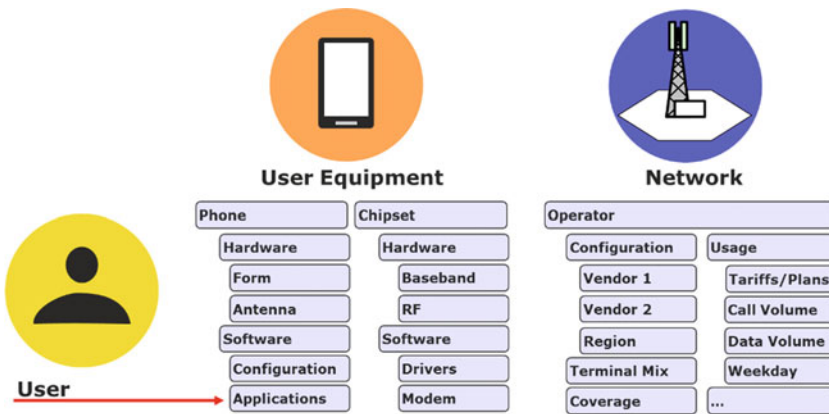 User Equipment
Network
Phone
Chipset
Operator
Hardware
Hardware
Configuration
Usage
Form
Baseband
Vendor 1
Tariffs/Plans
Antenna
RF
Vendor 2
Call Volume
Software
Software
Region
Data Volume
Configuration
Drivers
Terminal Mix
Weekday
User
Applications
Modem
Coverage
...